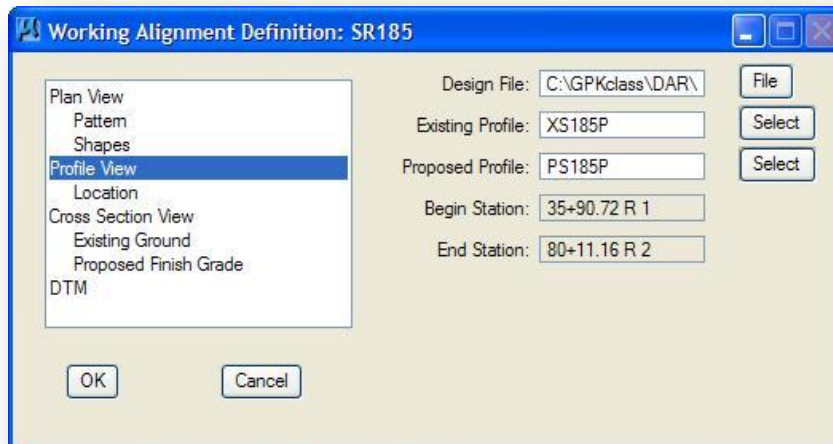 Working Alignment Definition: SR185
Plan View
Pattern
Shapes
Profile View
Location
Cross Section View
Existing Ground
Proposed Finish Grade
DTM
Design File: C:\GPKclass\DAR\ File
Existing Profile: XS185P Select
Proposed Profile: PS185P Select
Begin Station: 35+90.72 R 1
End Station: 80+11.16 R 2
OK Cancel